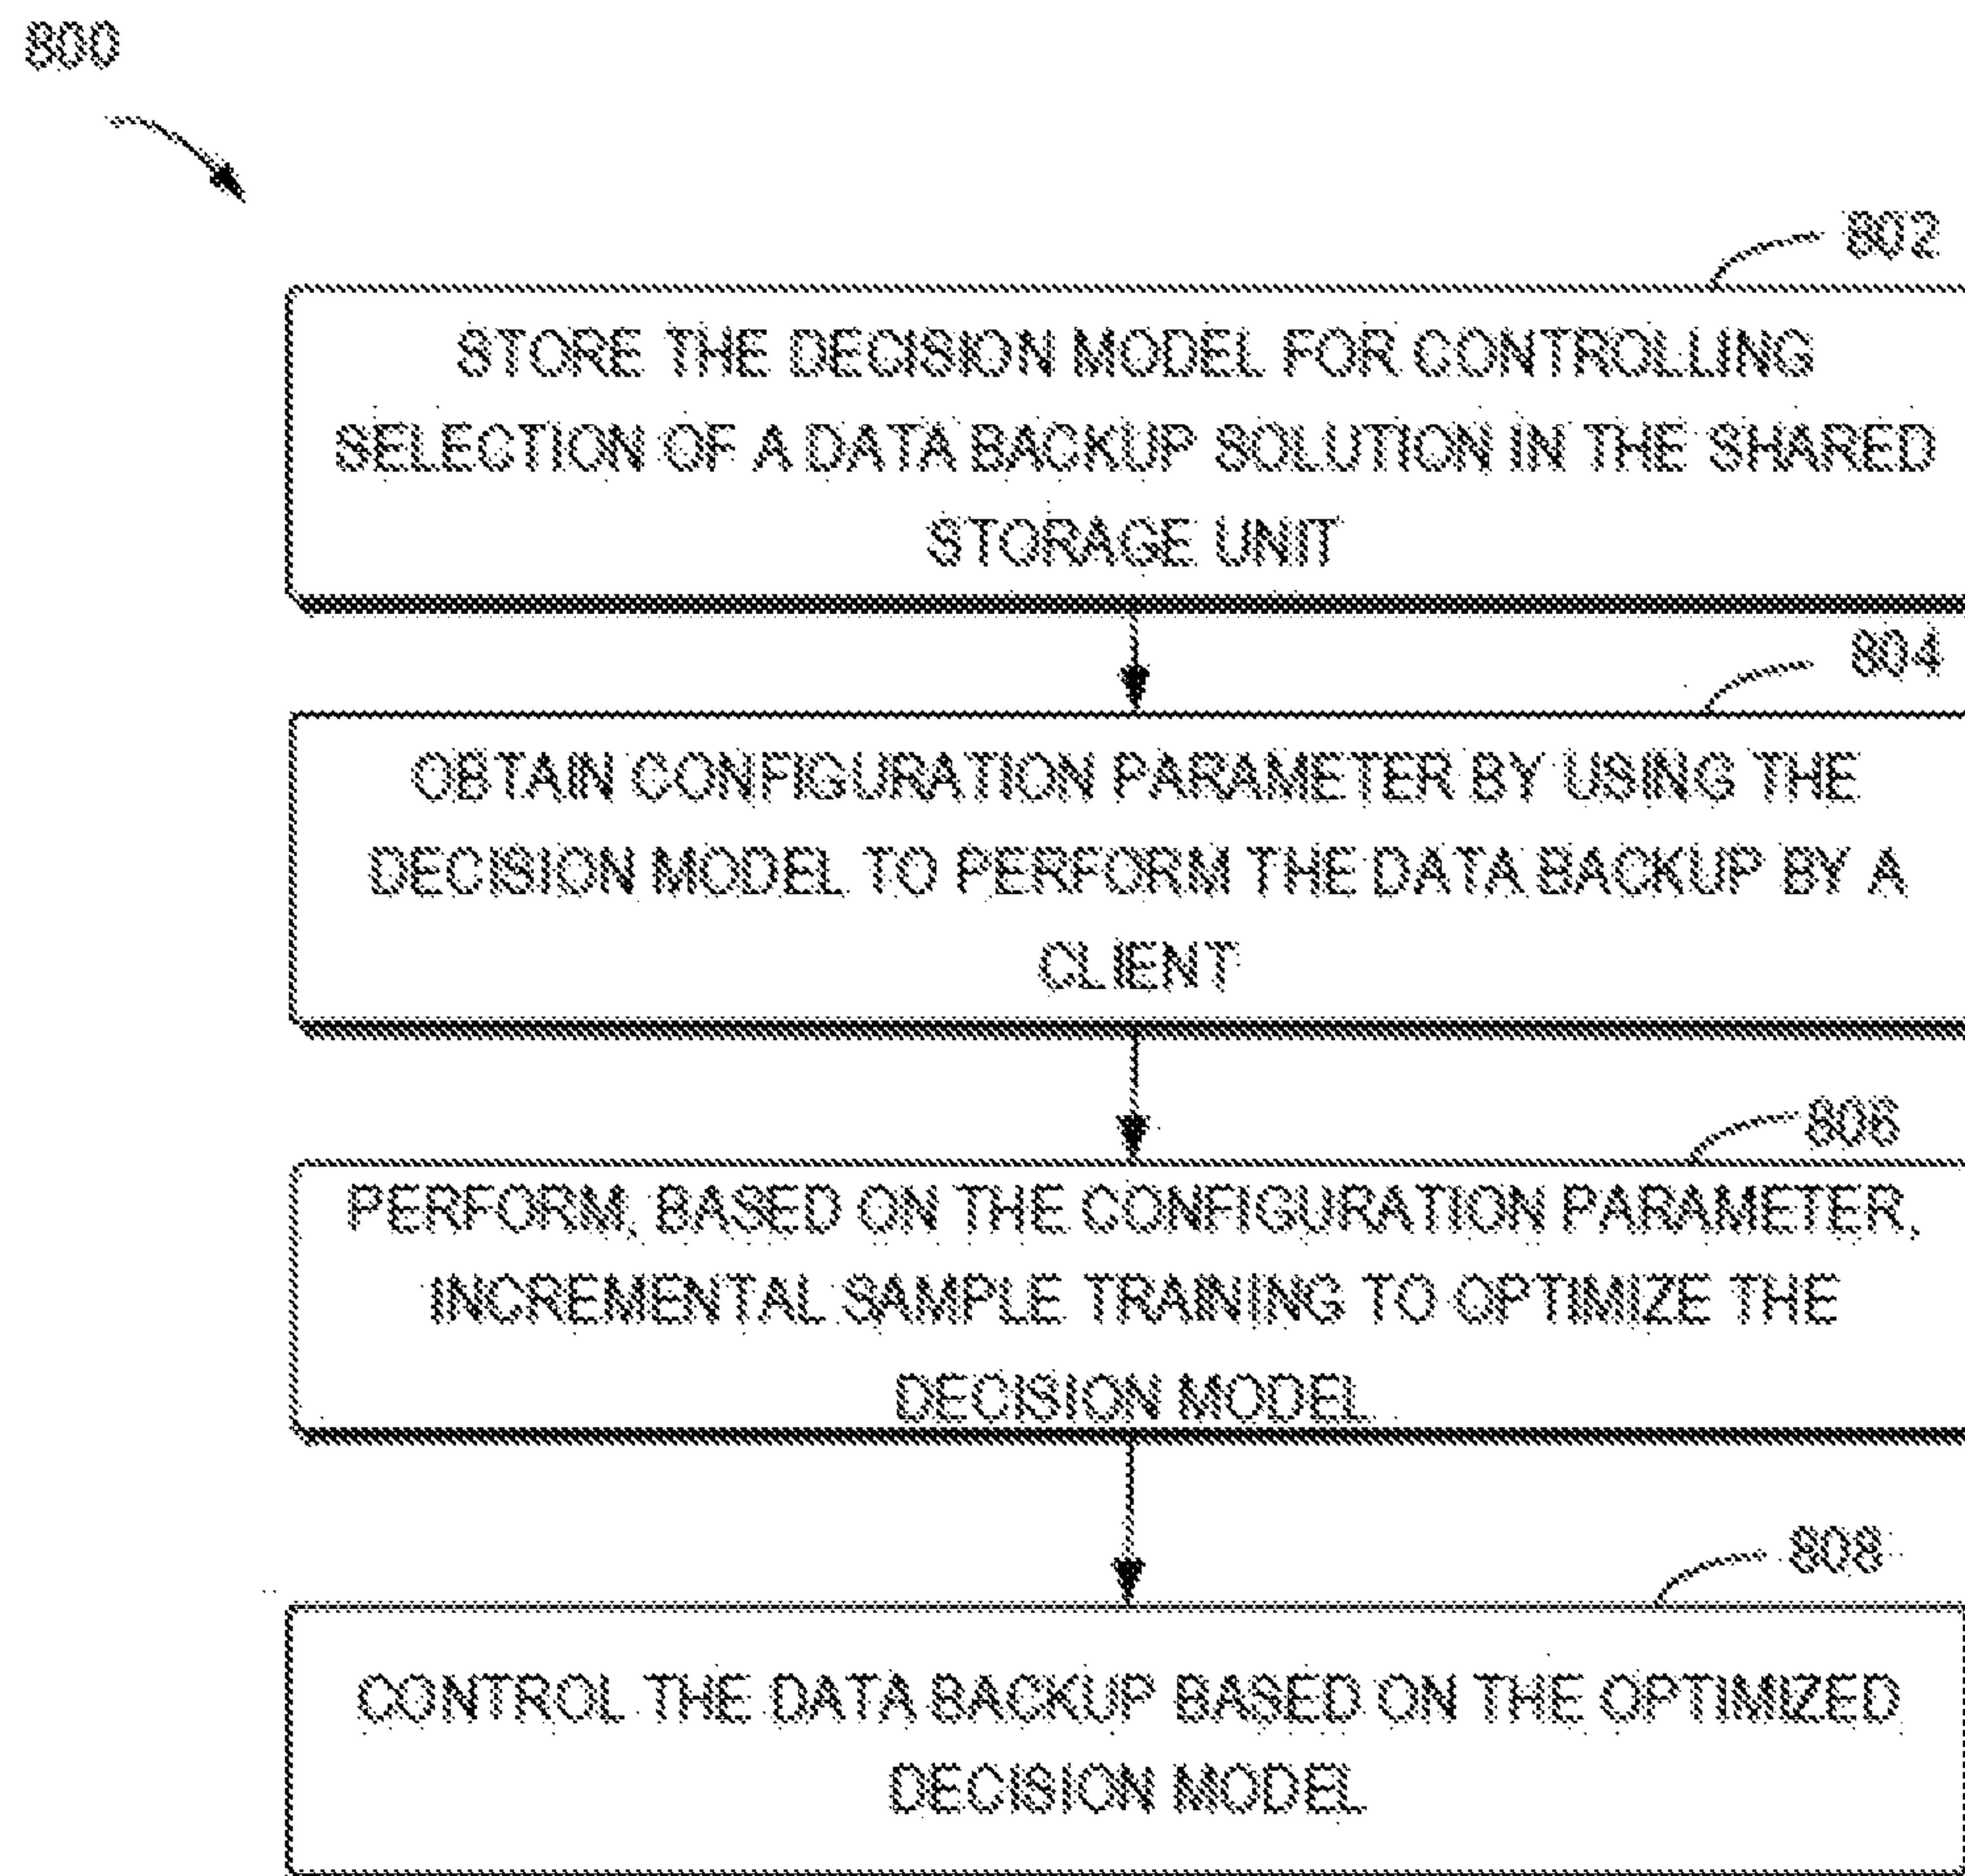 800
802
STORE THE DECISION MODEL FOR CONTROLLING
SELECTION OF A DATA BACKUP SOLUTION IN THE SHARED
STORAGE UNIT
804
OBTAIN CONFIGURATION PARAMETER BY USING THE
DECISION MODEL TO PERFORM THE DATA BACKUP BY A
CLIENT
806
PERFORM, BASED ON THE CONFIGURATION PARAMETER,
INCREMENTAL SAMPLE TRAINING TO OPTIMIZE THE
DECISION MODEL
808
CONTROL THE DATA BACKUP BASED ON THE OPTIMIZED
DECISION MODEL